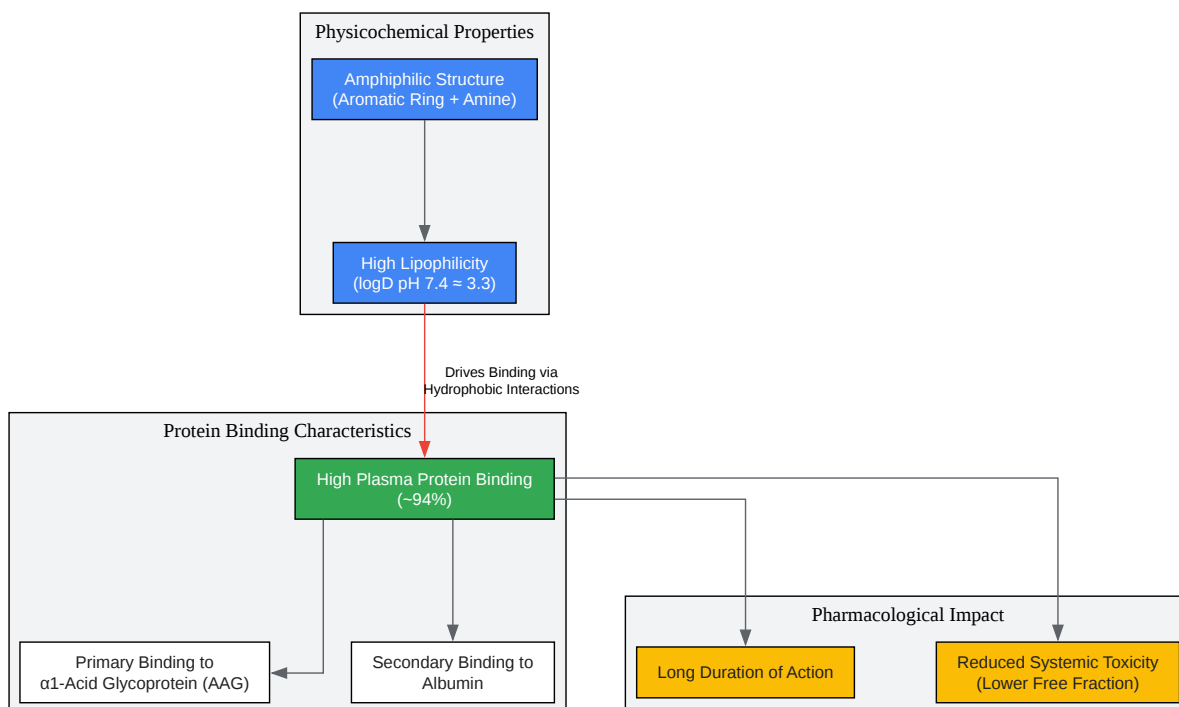 Physicochemical Properties
Amphiphilic Structure
(Aromatic Ring + Amine)
High Lipophilicity
(logD pH 7.4 ≈ 3.3)
Drives Binding via
Hydrophobic Interactions
Protein Binding Characteristics
High Plasma Protein Binding
(~94%)
Primary Binding to
α1-Acid Glycoprotein (AAG)
Secondary Binding to
Albumin
Pharmacological Impact
Long Duration of Action
Reduced Systemic Toxicity
(Lower Free Fraction)